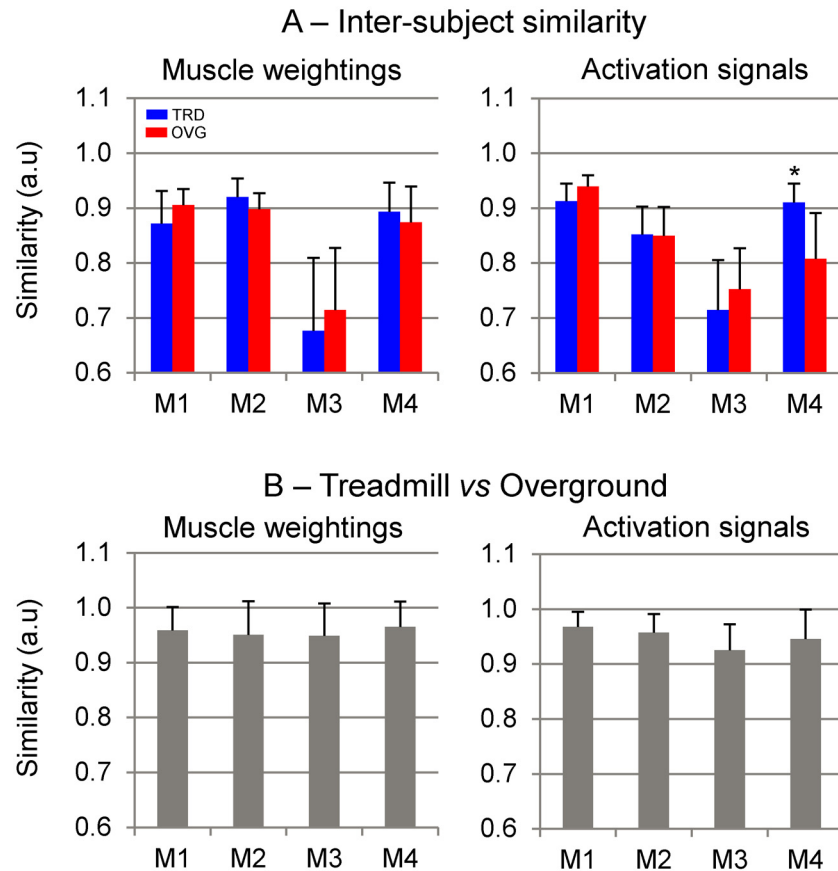 A – Inter-subject similarity
Muscle weightings
Activation signals
Similarity (a.u)
1.1
1.0
0.9
0.8
0.7
0.6
TRD
OVG
M1 M2 M3 M4
1.1
1.0
0.9
0.8
0.7
0.6
*
M1 M2 M3 M4
B – Treadmill vs Overground
Muscle weightings
Activation signals
Similarity (a.u)
1.1
1.0
0.9
0.8
0.7
0.6
M1 M2 M3 M4
1.1
1.0
0.9
0.8
0.7
0.6
M1 M2 M3 M4